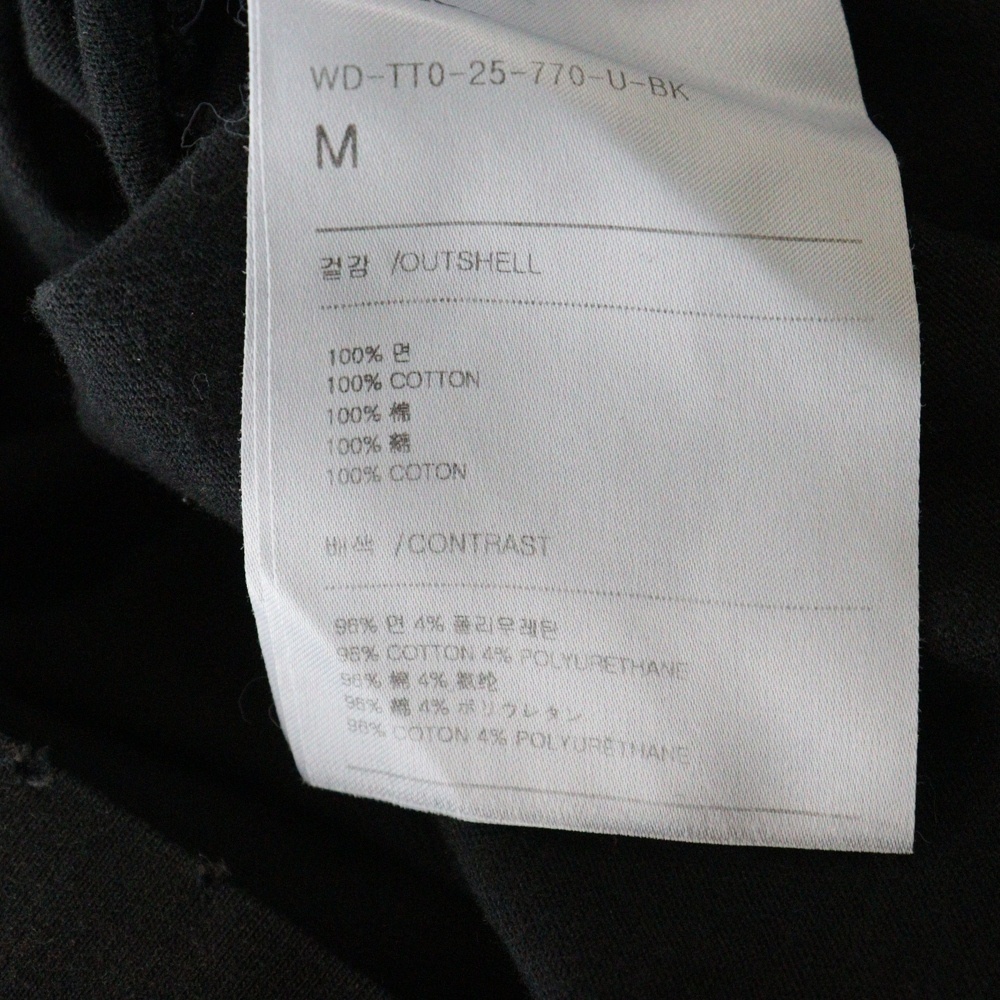 WD-TT0-25-770-U-BK
M
겉감 /OUTSHELL
100% 면
100% COTTON
100% 棉
100% 綿
100% COTON
배색 /CONTRAST
96% 면 4% 폴리우레탄
96% COTTON 4% POLYURETHANE
96% 棉 4% 氨纶
96% 綿 4% ポリウレタン
96% COTON 4% POLYURÉTHANE